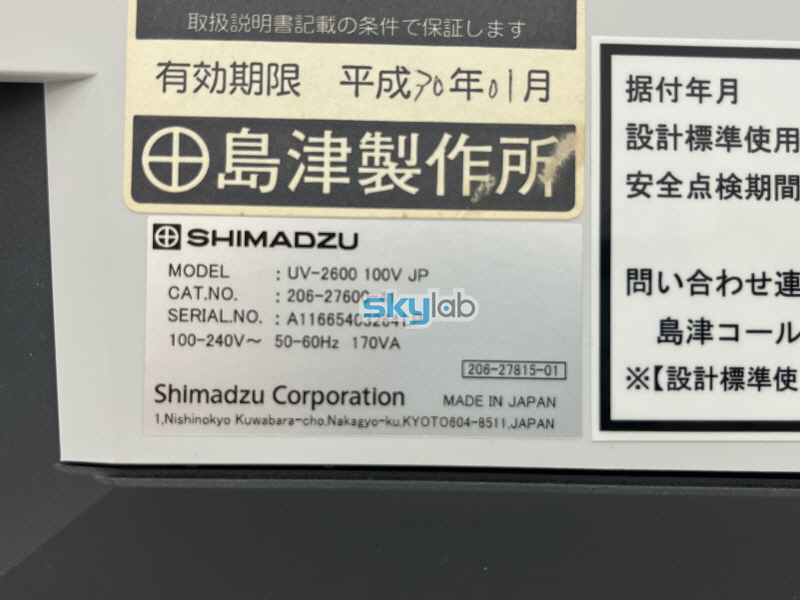 取扱説明書記載の条件で保証します
有効期限 平成30年01月
島津製作所
SHIMADZU
MODEL : UV-2600 100V JP
CAT.NO. : 206-27600
SERIAL.NO. :
100-240V～ 50-60Hz 170VA
206-27815-01
Shimadzu Corporation MADE IN JAPAN
1,Nishinokyo Kuwabara-cho,Nakagyo-ku,KYOTO604-8511,JAPAN
skylab
据付年月
設計標準使用
安全点検期間
問い合わせ連
島津コール
※【設計標準使